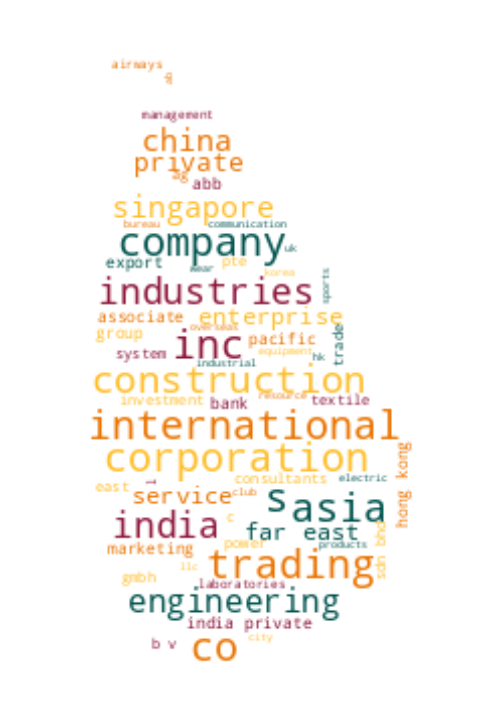 airways
g
management
china
private
ag
abb
singapore
bureau communication
company uk
export wear pte
korea
industries sports
associate enterprise
overseas
group inc pacific trade
system equipment hk
industrial
construction
investment bank resource textile
international
corporation
hong kong
consultants electric
east l
service club s asia
india c far east
marketing power products sdn bhd
trading
llc
gmbh laboratories
engineering
india private
b v co city